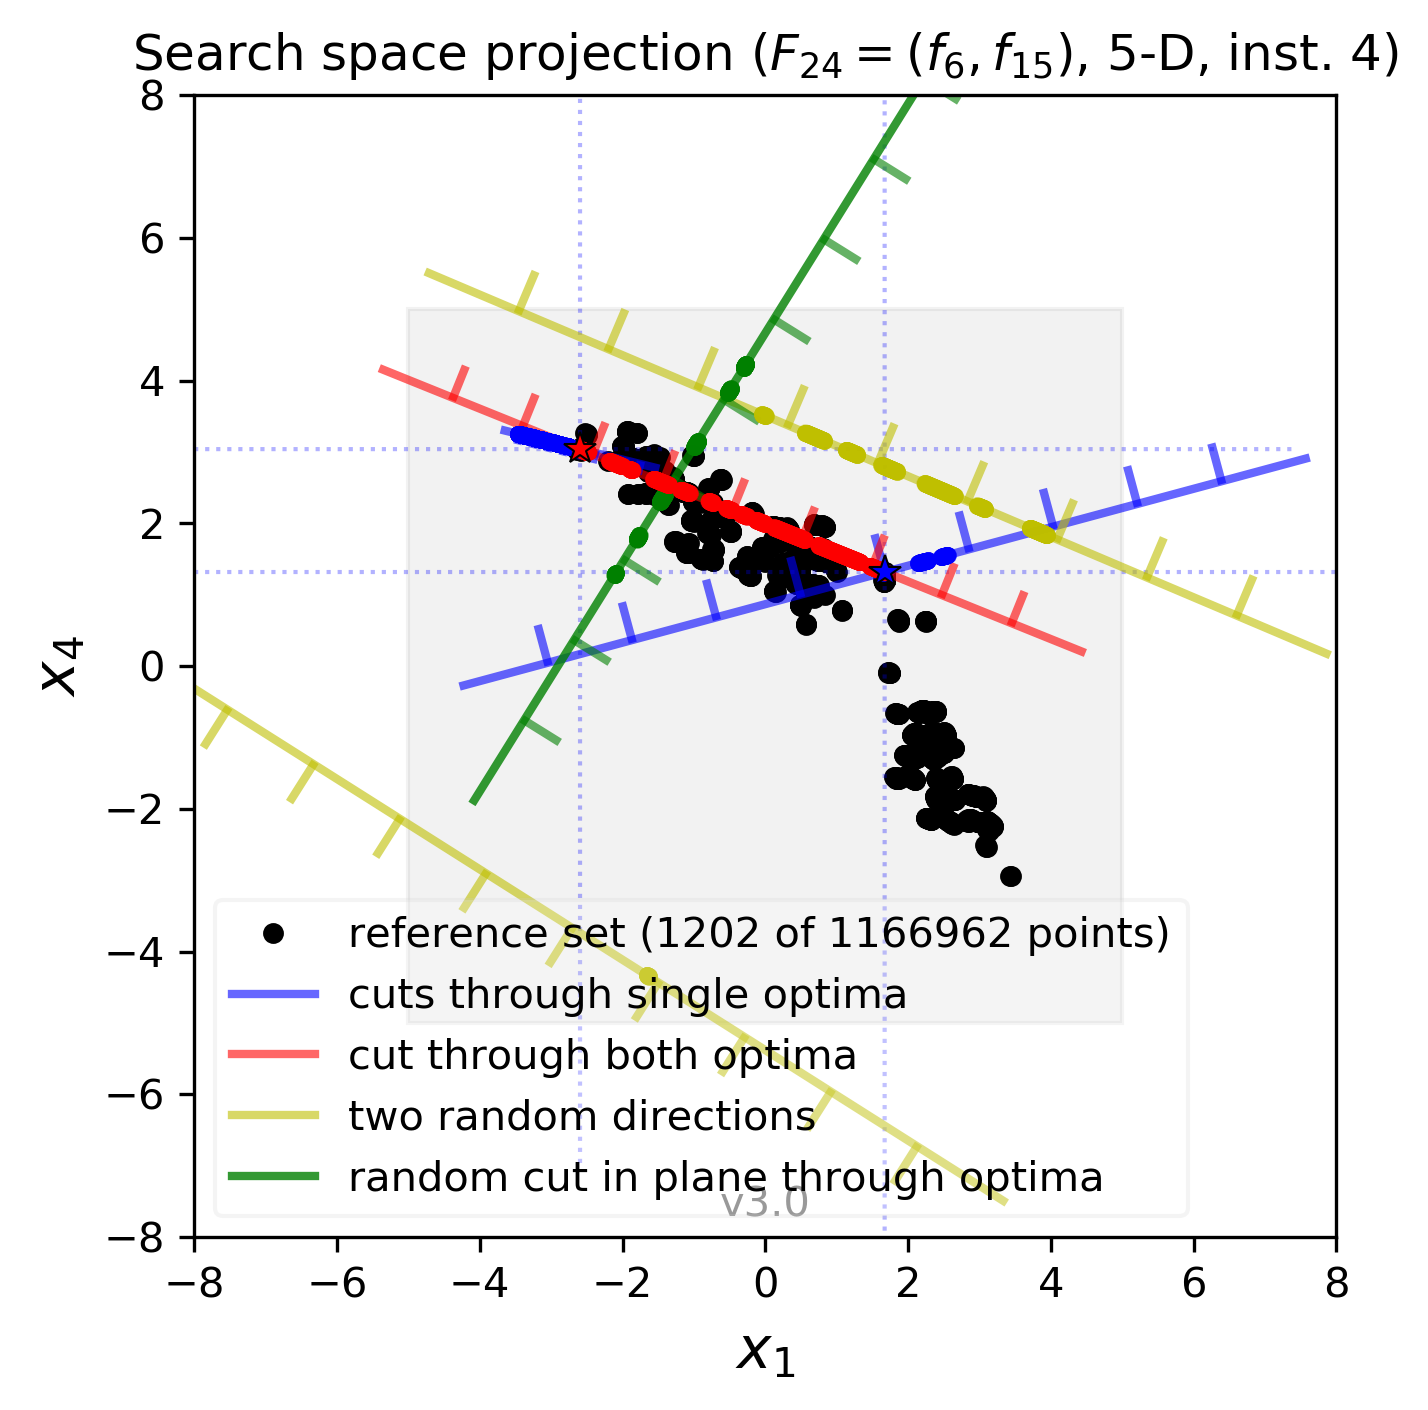 Search space projection (F₂₄ = (f₆, f₁₅), 5-D, inst. 4)
8
6
4
2
0
−2
−4
−6
−8
x₄
reference set (1202 of 1166962 points)
cuts through single optima
cut through both optima
two random directions
random cut in plane through optima
v3.0
−8 −6 −4 −2 0 2 4 6 8
x₁